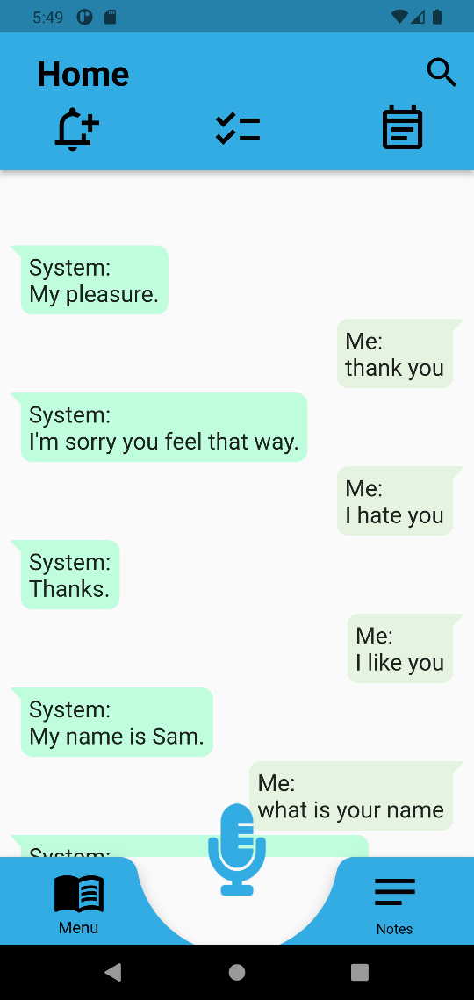 5:49
Home
System:
My pleasure.
Me:
thank you
System:
I'm sorry you feel that way.
Me:
I hate you
System:
Thanks.
Me:
I like you
System:
My name is Sam.
Me:
what is your name
System:
Menu
Notes